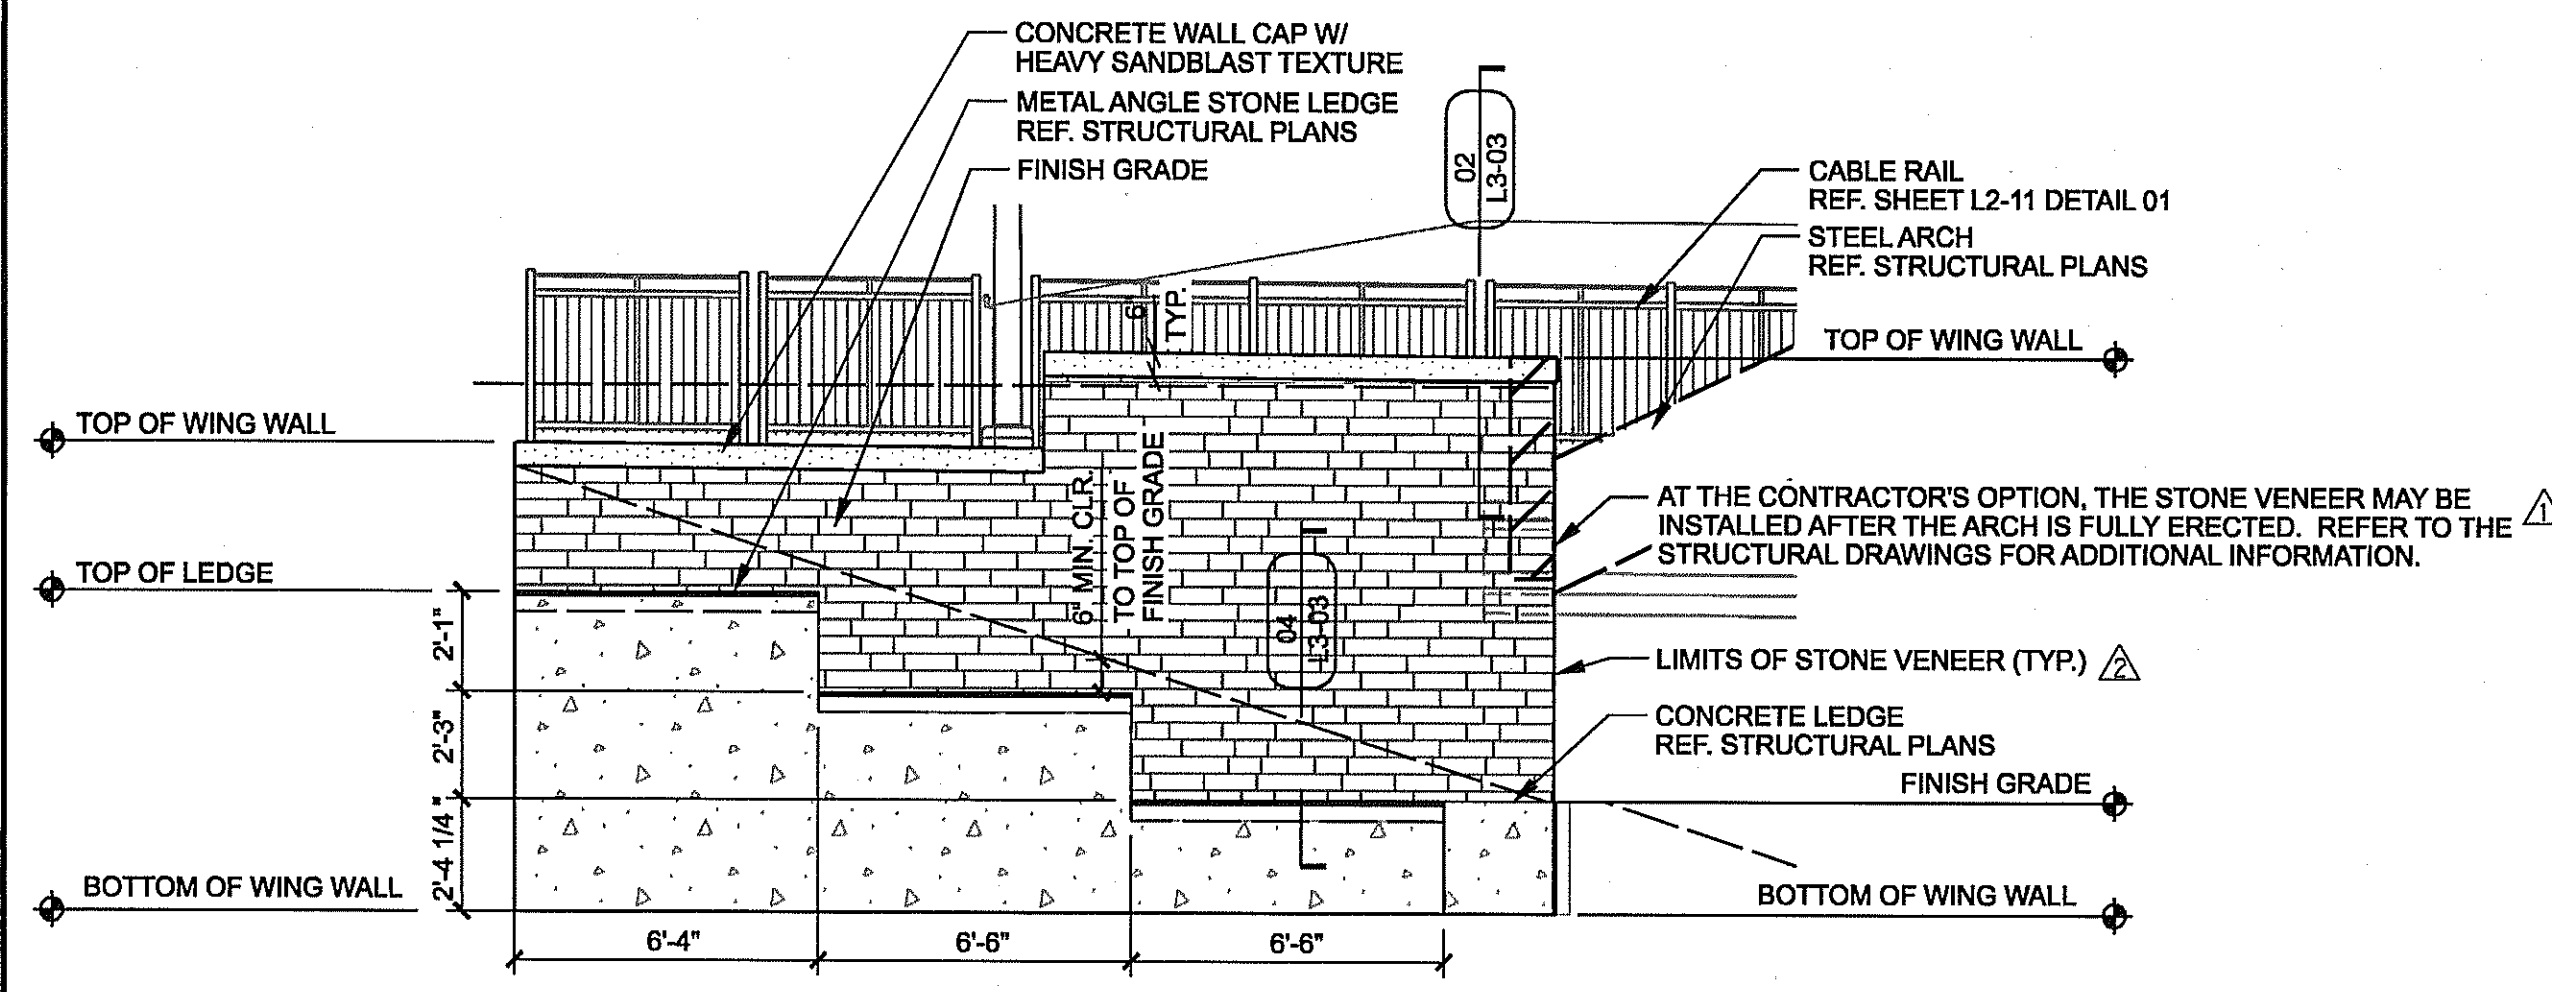 CONCRETE WALL CAP W/
HEAVY SANDBLAST TEXTURE
METAL ANGLE STONE LEDGE
REF. STRUCTURAL PLANS
FINISH GRADE
02
L3-03
CABLE RAIL
REF. SHEET L2-11 DETAIL 01
STEEL ARCH
REF. STRUCTURAL PLANS
6"
TYP.
TOP OF WING WALL
TOP OF WING WALL
6" MIN. CLR.
TO TOP OF
FINISH GRADE
AT THE CONTRACTOR'S OPTION, THE STONE VENEER MAY BE
INSTALLED AFTER THE ARCH IS FULLY ERECTED. REFER TO THE
STRUCTURAL DRAWINGS FOR ADDITIONAL INFORMATION.
1
TOP OF LEDGE
04
L3-03
2'-1"
2'-3"
2'-4 1/4"
LIMITS OF STONE VENEER (TYP.)
2
CONCRETE LEDGE
REF. STRUCTURAL PLANS
FINISH GRADE
BOTTOM OF WING WALL
BOTTOM OF WING WALL
6'-4"
6'-6"
6'-6"